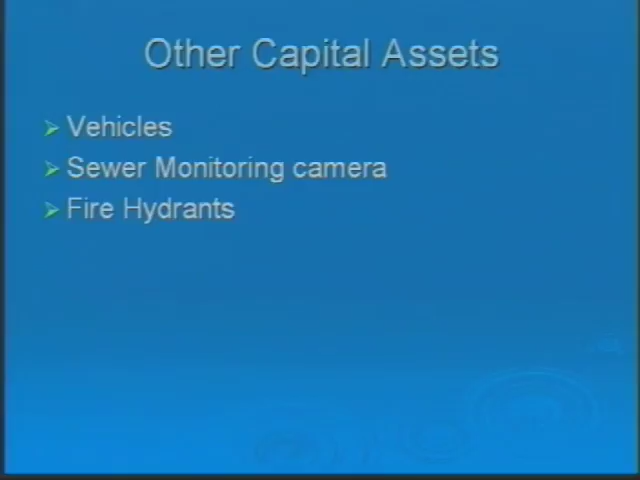 Other Capital Assets
Vehicles
Sewer Monitoring camera
Fire Hydrants